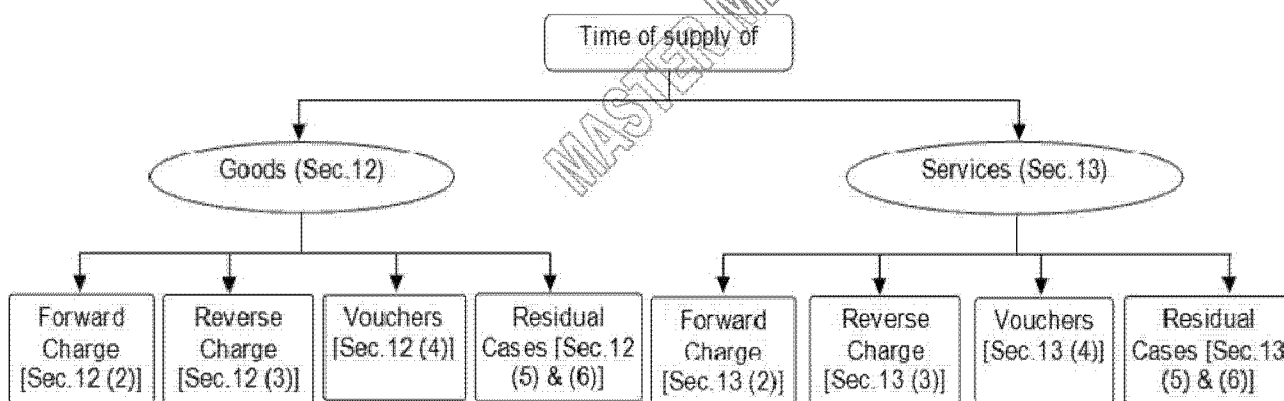 Time of supply of
MASTER M
Goods (Sec.12)
Services (Sec.13)
Forward
Charge
[Sec.12 (2)]
Reverse
Charge
[Sec.12 (3)]
Vouchers
[Sec.12 (4)]
Residual
Cases [Sec.12
(5) & (6)]
Forward
Charge
[Sec.13 (2)]
Reverse
Charge
[Sec.13 (3)]
Vouchers
[Sec.13 (4)]
Residual
Cases [Sec.13
(5) & (6)]